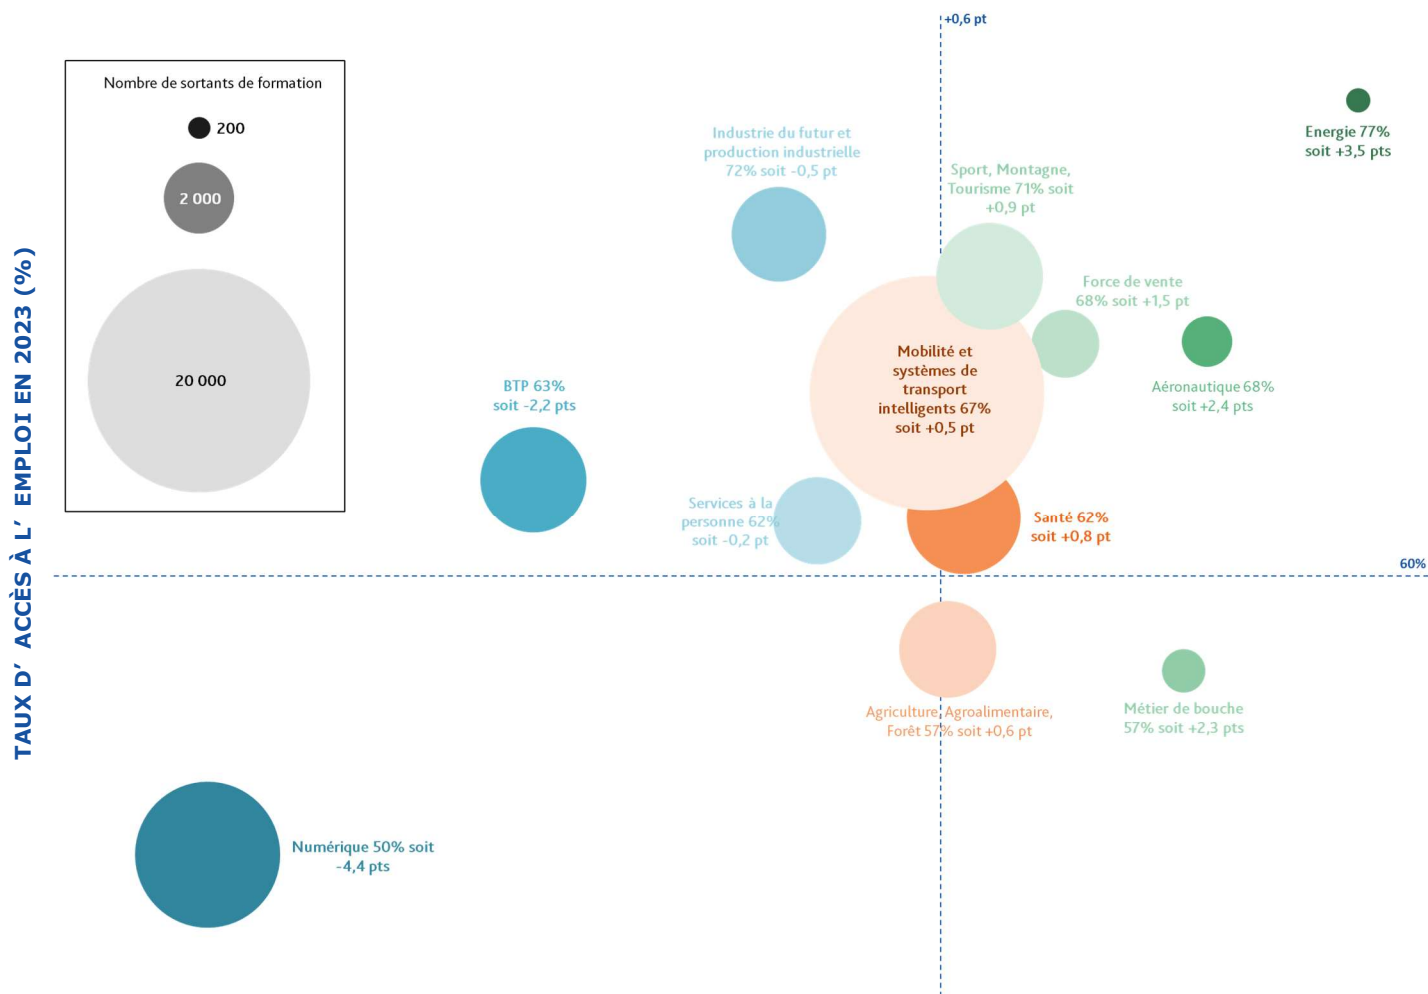 TAUX D’ ACCÈS À L’ EMPLOI EN 2023 (%)
Nombre de sortants de formation
200
2 000
20 000
+0,6 pt
Energie 77%
soit +3,5 pts
Industrie du futur et
production industrielle
72% soit -0,5 pt
Sport, Montagne,
Tourisme 71% soit
+0,9 pt
Force de vente
68% soit +1,5 pt
Mobilité et
systèmes de
transport
intelligents 67%
soit +0,5 pt
Aéronautique 68%
soit +2,4 pts
BTP 63%
soit -2,2 pts
Services à la
personne 62%
soit -0,2 pt
Santé 62%
soit +0,8 pt
60%
Agriculture, Agroalimentaire,
Forêt 57% soit +0,6 pt
Métier de bouche
57% soit +2,3 pts
Numérique 50% soit
-4,4 pts